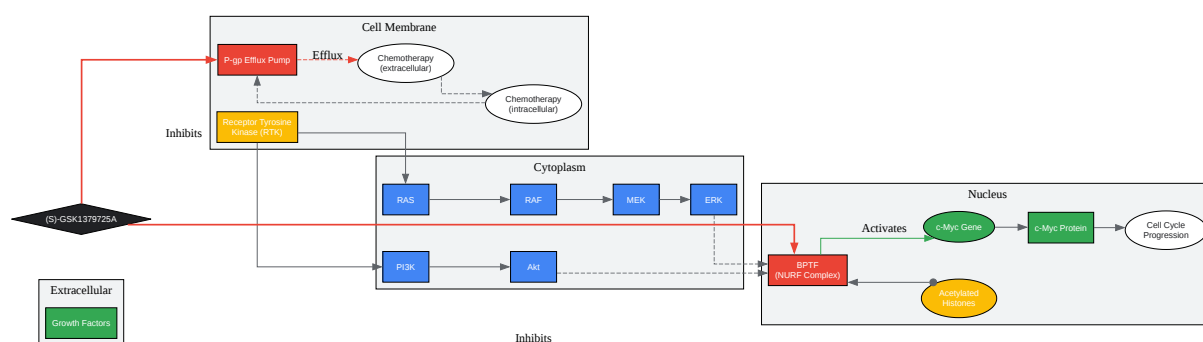 Cell Membrane
P-gp Efflux Pump
Efflux
Chemotherapy
(extracellular)
Chemotherapy
(intracellular)
Receptor Tyrosine
Kinase (RTK)
Inhibits
Cytoplasm
RAS
RAF
MEK
ERK
PI3K
Akt
(S)-GSK1379725A
Nucleus
Activates
c-Myc Gene
c-Myc Protein
Cell Cycle
Progression
BPTF
(NURF Complex)
Acetylated
Histones
Extracellular
Growth Factors
Inhibits